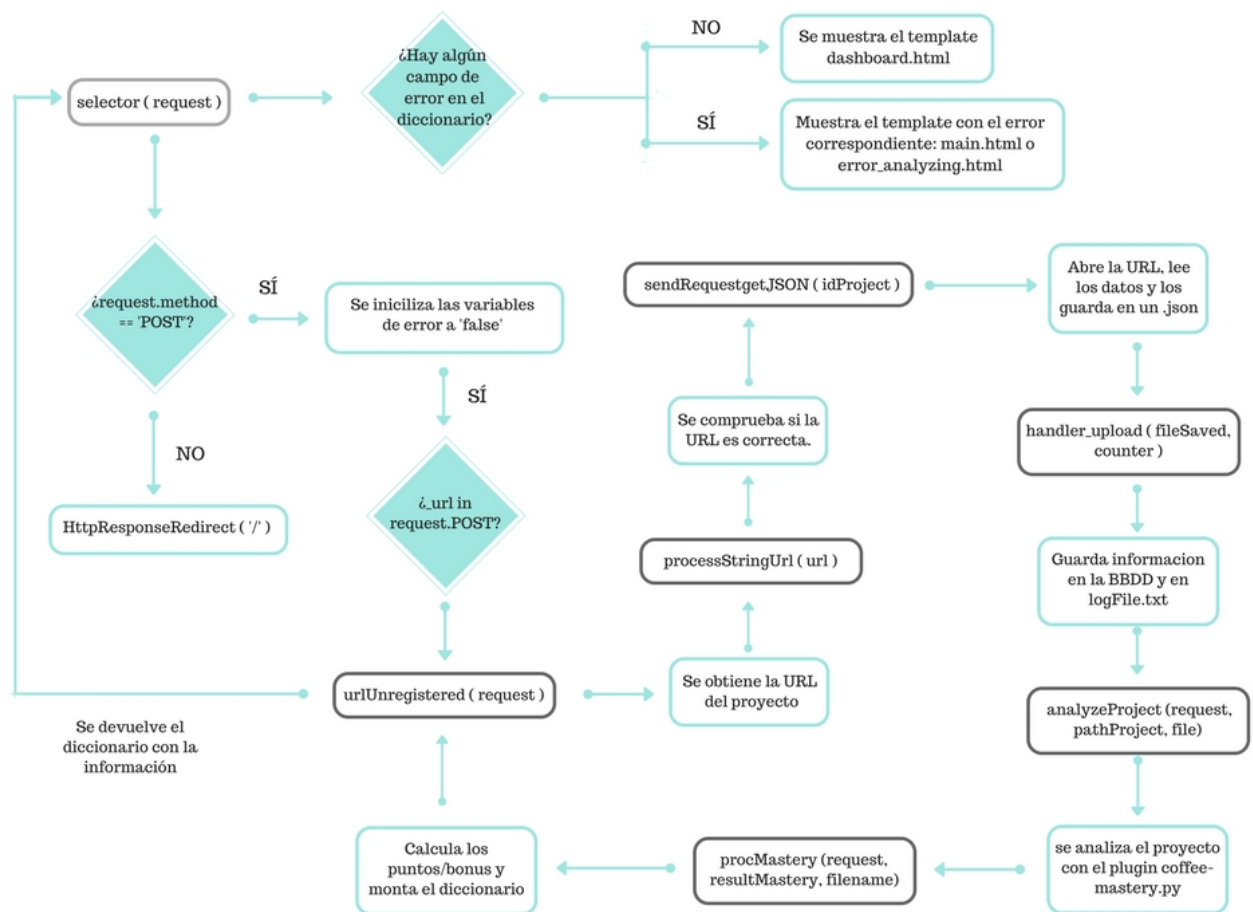 NO
Se muestra el template
dashboard.html
¿Hay algún
campo de
error en el
diccionario?
selector ( request )
SÍ
Muestra el template con el error
correspondiente: main.html o
error_analyzing.html
¿request.method
== 'POST'?
SÍ
Se iniciliza las variables
de error a 'false'
NO
HttpResponseRedirect ( '/' )
SÍ
¿_url in
request.POST?
urlUnregistered ( request )
Se obtiene la URL
del proyecto
processStringUrl ( url )
Se comprueba si la
URL es correcta.
sendRequestgetJSON ( idProject )
Abre la URL, lee
los datos y los
guarda en un .json
handler_upload ( fileSaved,
counter )
Guarda informacion
en la BBDD y en
logFile.txt
analyzeProject (request,
pathProject, file)
se analiza el proyecto
con el plugin coffee-
mastery.py
procMastery (request,
resultMastery, filename)
Calcula los
puntos/bonus y
monta el diccionario
Se devuelve el
diccionario con la
información